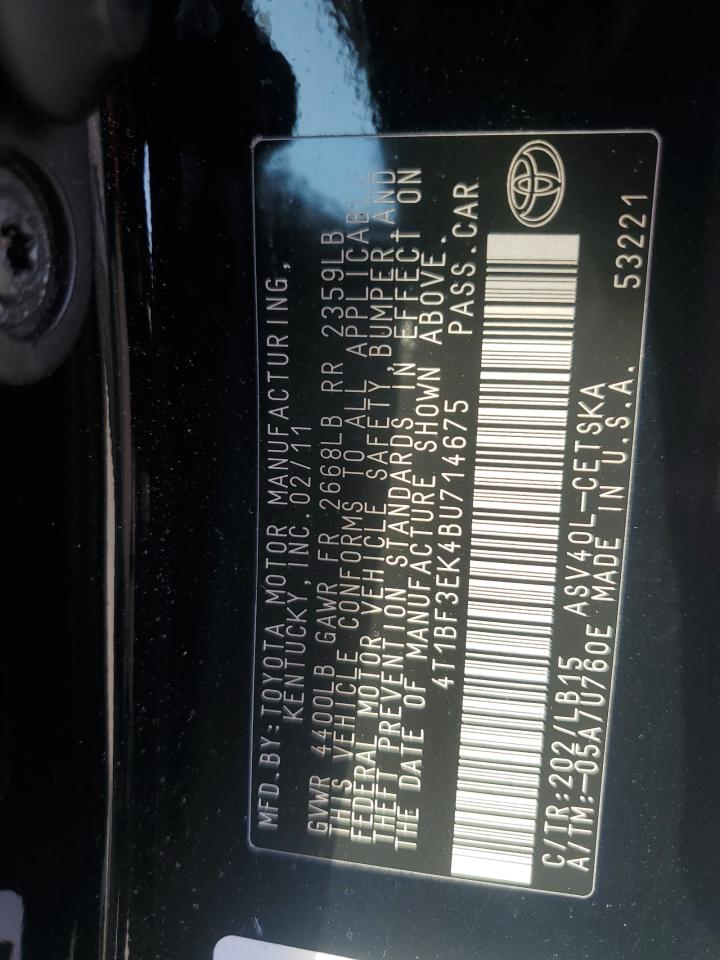 MFD.BY:TOYOTA MOTOR MANUFACTURING,
KENTUCKY, INC.02/11
GVWR 4400LB GAWR FR 2668LB RR 2359LB
THIS VEHICLE CONFORMS TO ALL APPLICABLE
FEDERAL MOTOR VEHICLE SAFETY, BUMPER, AND
THEFT PREVENTION STANDARDS IN EFFECT ON
THE DATE OF MANUFACTURE SHOWN ABOVE.
4T1BF3EK4BU714675 PASS.CAR
C/TR:202/LB15 ASV40L-CETSKA
A/TM:-05A/U760E MADE IN U.S.A. 53221